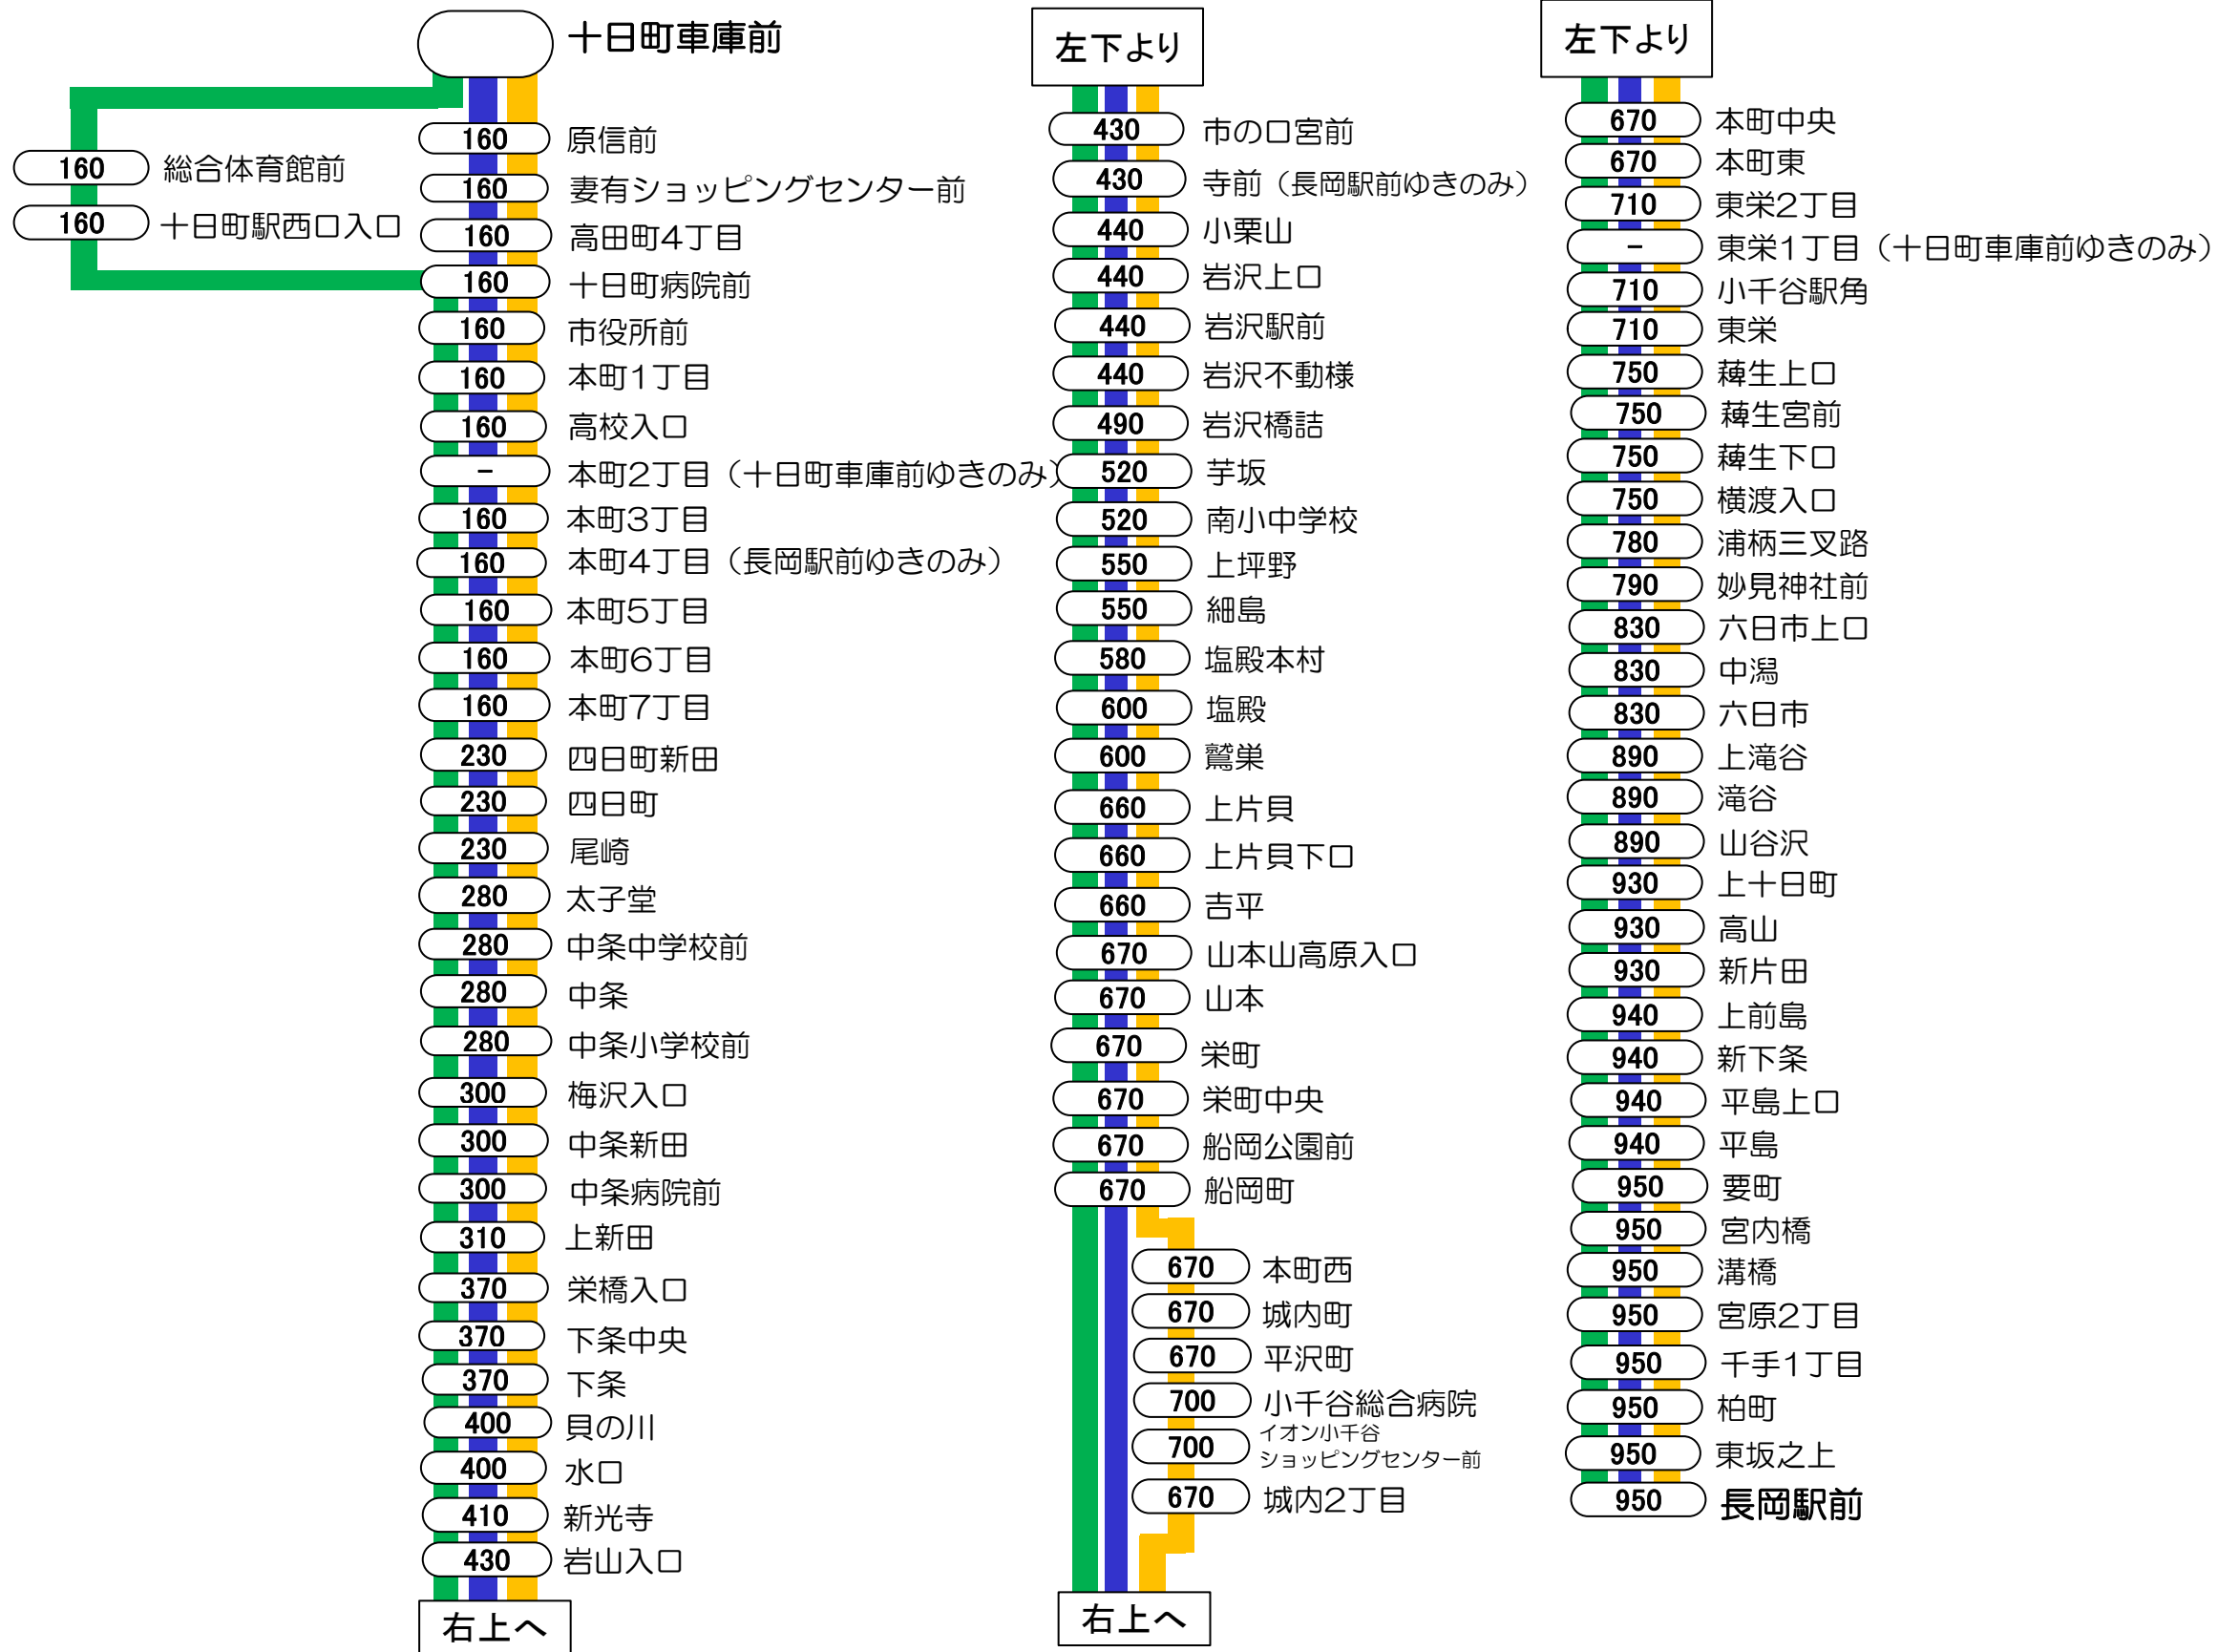 十日町車庫前
160 総合体育館前
160 十日町駅西口入口
160 原信前
160 妻有ショッピングセンター前
160 高田町4丁目
160 十日町病院前
160 市役所前
160 本町1丁目
160 高校入口
- 本町2丁目（十日町車庫前ゆきのみ）
160 本町3丁目
160 本町4丁目（長岡駅前ゆきのみ）
160 本町5丁目
160 本町6丁目
160 本町7丁目
230 四日町新田
230 四日町
230 尾崎
280 太子堂
280 中条中学校前
280 中条
280 中条小学校前
300 梅沢入口
300 中条新田
300 中条病院前
310 上新田
370 栄橋入口
370 下条中央
370 下条
400 貝の川
400 水口
410 新光寺
430 岩山入口
右上へ
左下より
430 市の口宮前
430 寺前（長岡駅前ゆきのみ）
440 小栗山
440 岩沢上口
440 岩沢駅前
440 岩沢不動様
490 岩沢橋詰
520 芋坂
520 南小中学校
550 上坪野
550 細島
580 塩殿本村
600 塩殿
600 鷲巣
660 上片貝
660 上片貝下口
660 吉平
670 山本山高原入口
670 山本
670 栄町
670 栄町中央
670 船岡公園前
670 船岡町
670 本町西
670 城内町
670 平沢町
700 小千谷総合病院
700 イオン小千谷
ショッピングセンター前
670 城内2丁目
右上へ
左下より
670 本町中央
670 本町東
710 東栄2丁目
- 東栄1丁目（十日町車庫前ゆきのみ）
710 小千谷駅角
710 東栄
750 薭生上口
750 薭生宮前
750 薭生下口
750 横渡入口
780 浦柄三叉路
790 妙見神社前
830 六日市上口
830 中潟
830 六日市
890 上滝谷
890 滝谷
890 山谷沢
930 上十日町
930 高山
930 新片田
940 上前島
940 新下条
940 平島上口
940 平島
950 要町
950 宮内橋
950 溝橋
950 宮原2丁目
950 千手1丁目
950 柏町
950 東坂之上
950 長岡駅前